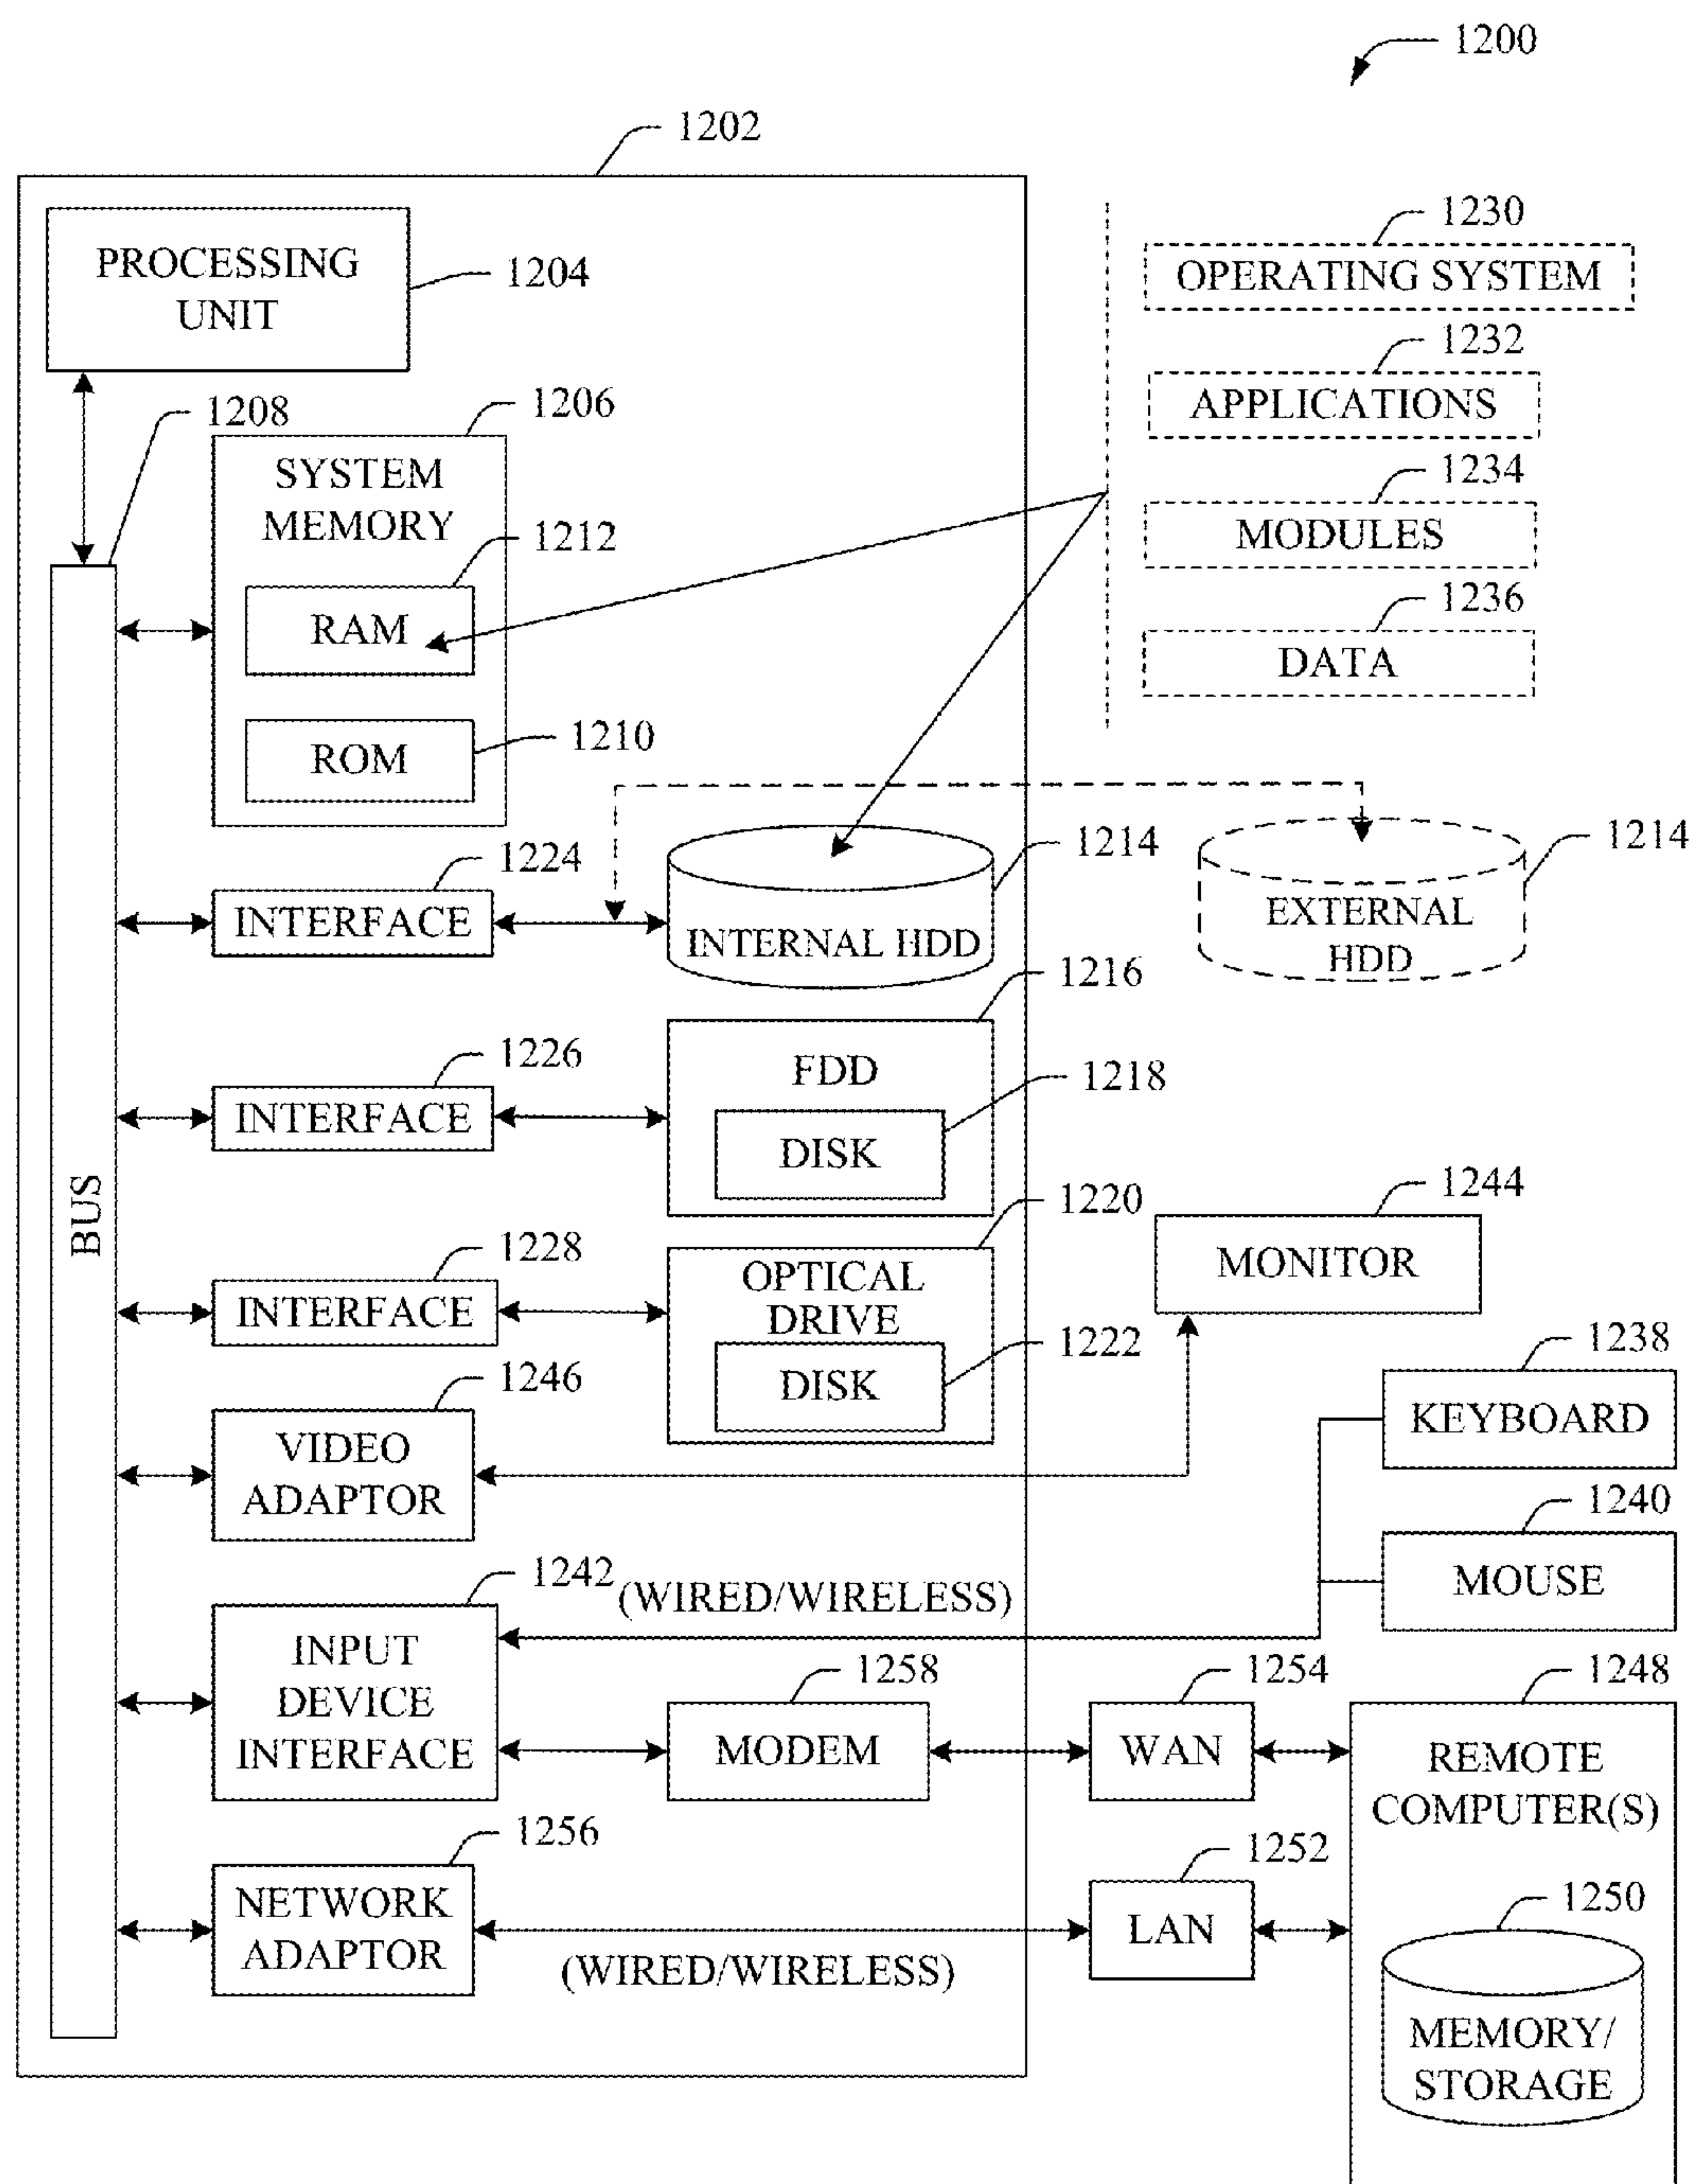 1200
1202
PROCESSING
UNIT
1204
1230
OPERATING SYSTEM
1232
APPLICATIONS
1234
MODULES
1236
DATA
1208
1206
SYSTEM
MEMORY
1212
RAM
1210
ROM
1224
INTERFACE
1214
INTERNAL HDD
1214
EXTERNAL
HDD
1216
FDD
1226
INTERFACE
1218
DISK
BUS
1220
OPTICAL
DRIVE
1228
INTERFACE
1222
DISK
1244
MONITOR
1238
KEYBOARD
1246
VIDEO
ADAPTOR
1240
MOUSE
1242
(WIRED/WIRELESS)
INPUT
DEVICE
INTERFACE
1258
MODEM
1254
WAN
1248
REMOTE
COMPUTER(S)
1256
NETWORK
ADAPTOR
(WIRED/WIRELESS)
1252
LAN
1250
MEMORY/
STORAGE